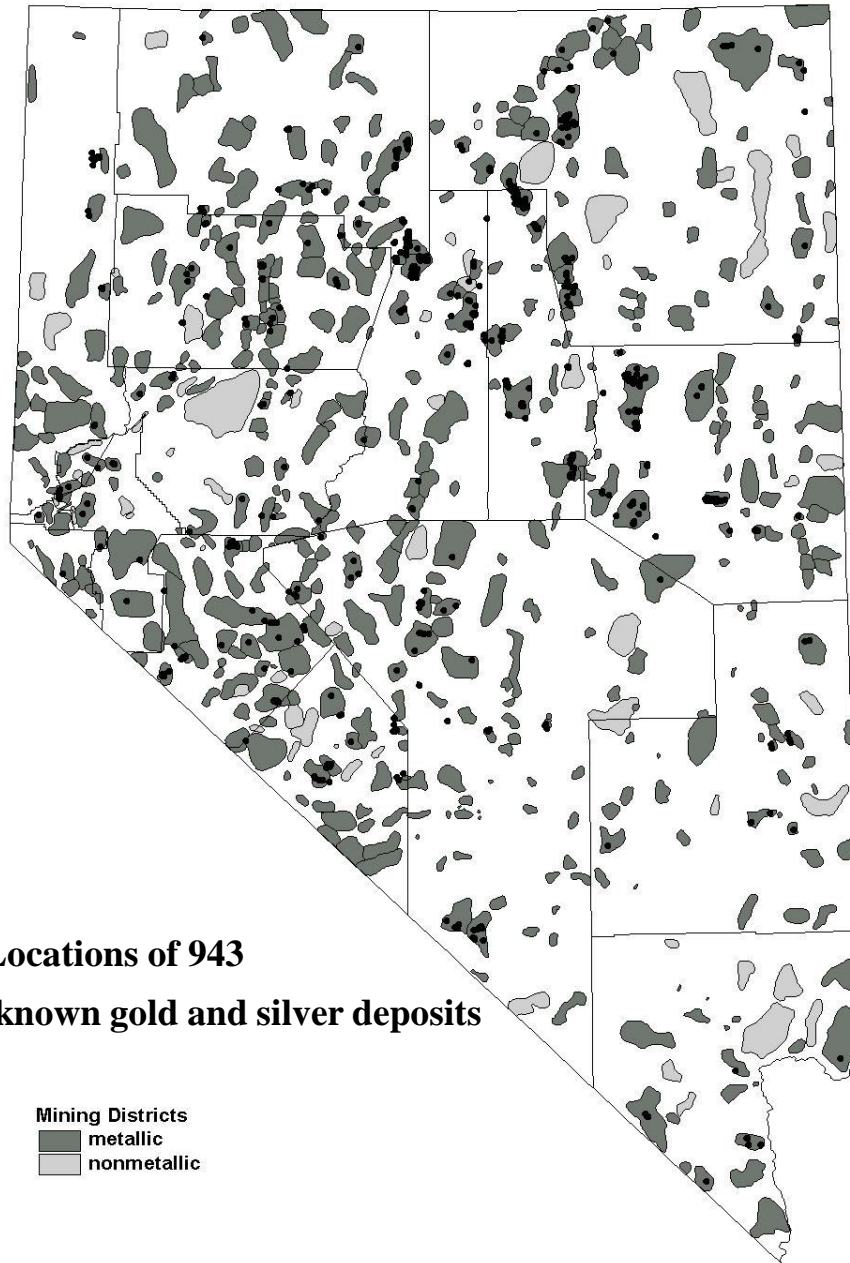 Locations of 943
known gold and silver deposits
Mining Districts
metallic
nonmetallic